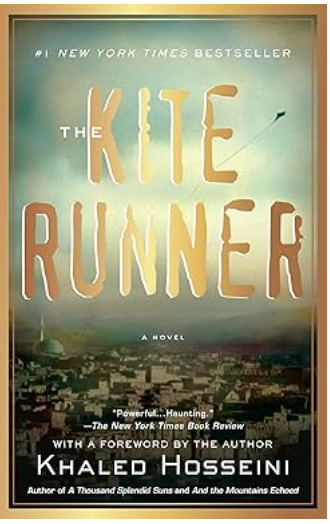 #1 NEW YORK TIMES BESTSELLER
THE
KITE
RUNNER
A NOVEL
"Powerful...Haunting."
—The New York Times Book Review
WITH A FOREWORD BY THE AUTHOR
KHALED HOSSEINI
Author of A Thousand Splendid Suns and And the Mountains Echoed